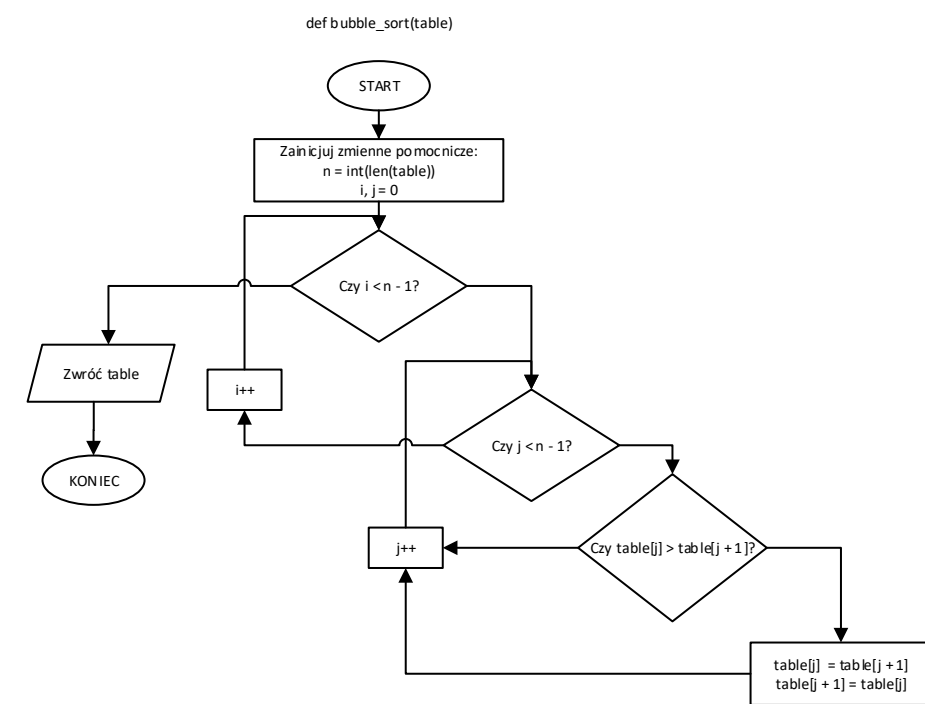 def bubble_sort(table)
START
Zainicjuj zmienne pomocnicze:
n = int(len(table))
i, j = 0
Czy i < n - 1?
Zwróć table
i++
Czy j < n - 1?
KONIEC
j++
Czy table[j] > table[j + 1]?
table[j] = table[j + 1]
table[j + 1] = table[j]